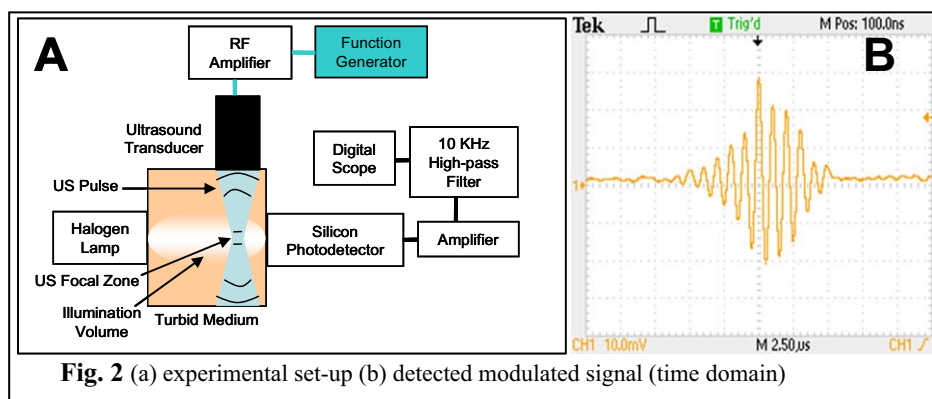 A
RF
Amplifier
Function
Generator
Ultrasound
Transducer
US Pulse
Digital
Scope
10 KHz
High-pass
Filter
Halogen
Lamp
Silicon
Photodetector
Amplifier
US Focal Zone
Illumination
Volume
Turbid Medium
Tek T Trig'd M Pos: 100.0ns
B
1
CH1 10.0mV M 2.50µs CH1
Fig. 2 (a) experimental set-up (b) detected modulated signal (time domain)